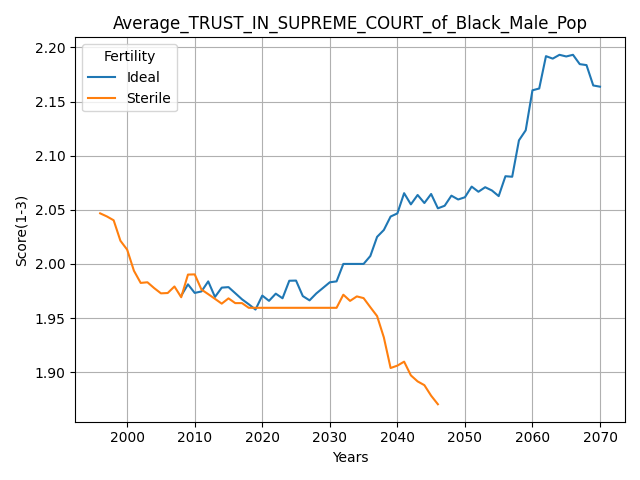 Average_TRUST_IN_SUPREME_COURT_of_Black_Male_Pop
Fertility
Ideal
Sterile
Score(1-3)
2.20
2.15
2.10
2.05
2.00
1.95
1.90
2000 2010 2020 2030 2040 2050 2060 2070
Years